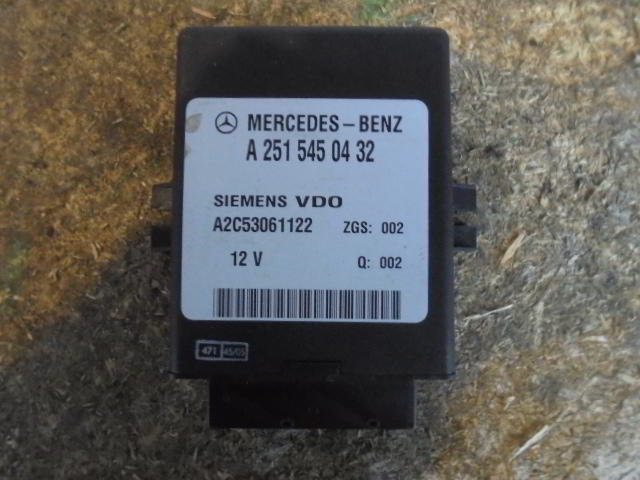 MERCEDES-BENZ
A 251 545 04 32
SIEMENS VDO
A2C53061122 ZGS: 002
12 V Q: 002
471 45/05